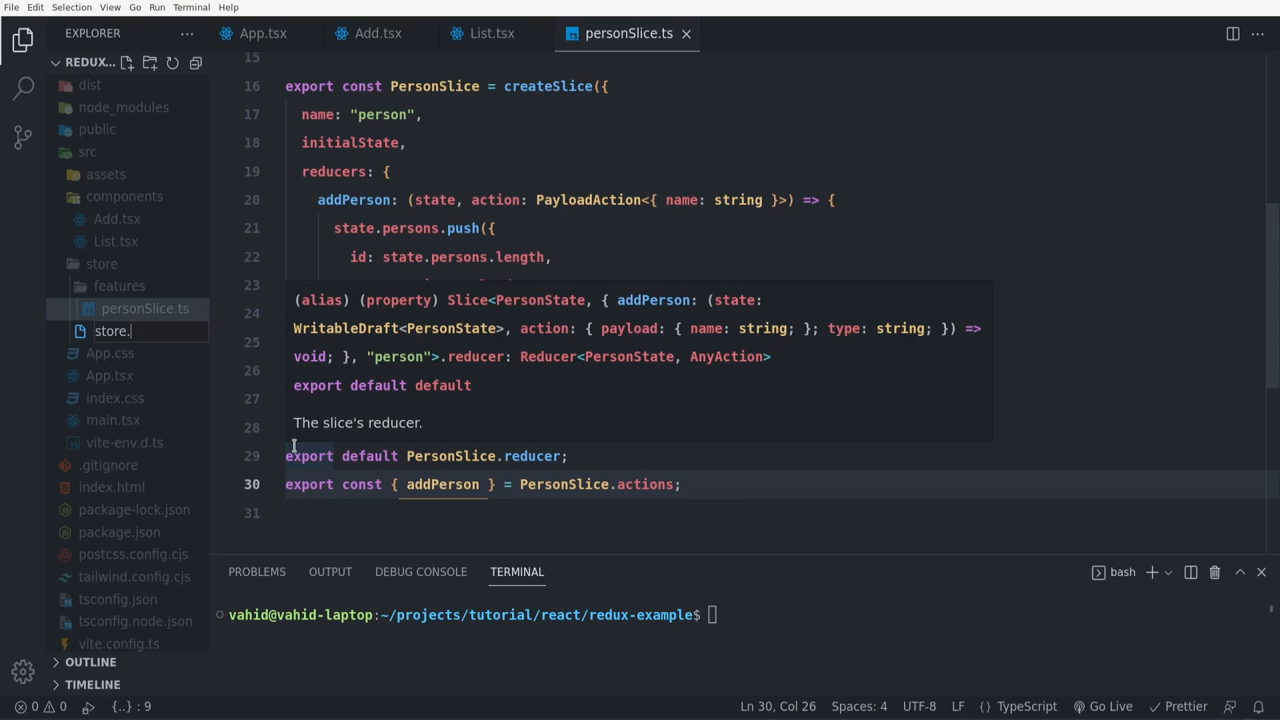 File Edit Selection View Go Run Terminal Help
EXPLORER
REDUX...
dist
node_modules
public
src
assets
components
Add.tsx
List.tsx
store
features
personSlice.ts
store.
App.css
App.tsx
index.css
main.tsx
vite-env.d.ts
.gitignore
index.html
package-lock.json
package.json
postcss.config.cjs
tailwind.config.cjs
tsconfig.json
tsconfig.node.json
vite.config.ts
OUTLINE
TIMELINE
App.tsx Add.tsx List.tsx personSlice.ts
15
16 export const PersonSlice = createSlice({
17 name: "person",
18 initialState,
19 reducers: {
20 addPerson: (state, action: PayloadAction<{ name: string }>) => {
21 state.persons.push({
22 id: state.persons.length,
23
24
25
26
27
28
(alias) (property) Slice<PersonState, { addPerson: (state:
WritableDraft<PersonState>, action: { payload: { name: string; }; type: string; }) =>
void; }, "person">.reducer: Reducer<PersonState, AnyAction>
export default default
The slice's reducer.
29 export default PersonSlice.reducer;
30 export const { addPerson } = PersonSlice.actions;
31
PROBLEMS OUTPUT DEBUG CONSOLE TERMINAL
bash
vahid@vahid-laptop:~/projects/tutorial/react/redux-example$
0 0 {..} : 9 Ln 30, Col 26 Spaces: 4 UTF-8 LF {} TypeScript Go Live Prettier